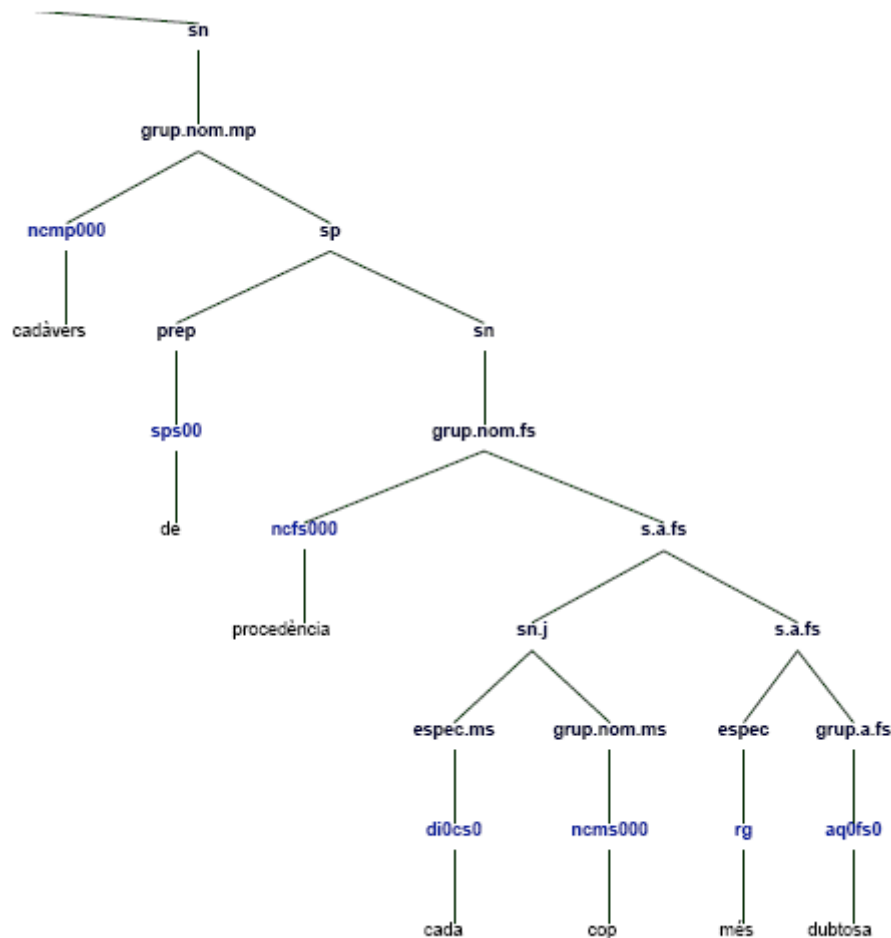 sn
grup.nom.mp
ncmp000 sp
cadàvers prep sn
sps00 grup.nom.fs
de ncfs000 s.a.fs
procedència sn.j s.a.fs
espec.ms grup.nom.ms espec grup.a.fs
di0cs0 ncms000 rg aq0fs0
cada cop més dubtosa